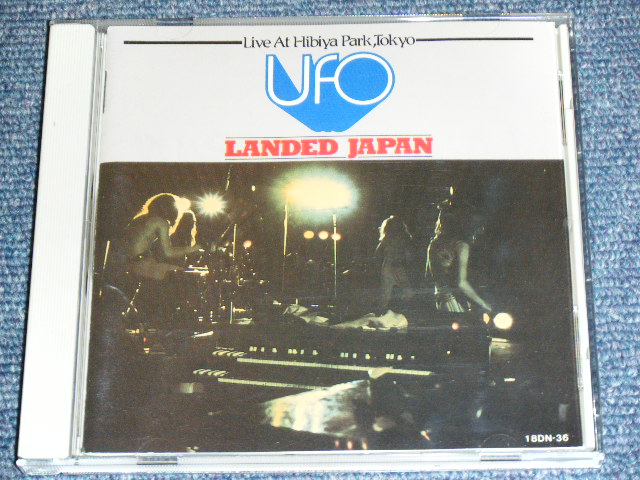 Live At Hibiya Park,Tokyo
UFO
LANDED JAPAN
18DN-36